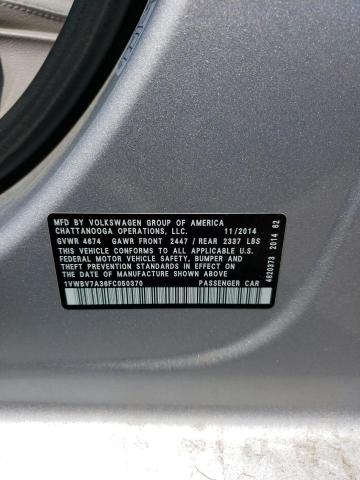 MFD.BY VOLKSWAGEN GROUP OF AMERICA
CHATTANOOGA OPERATIONS, LLC. 11/2014
GVWR 4674 GAWR FRONT 2447 / REAR 2337 LBS
THIS VEHICLE CONFORMS TO ALL APPLICABLE U.S.
FEDERAL MOTOR VEHICLE SAFETY, BUMPER AND
THEFT PREVENTION STANDARDS IN EFFECT ON THE
DATE OF MANUFACTURE SHOWN ABOVE
1VWBV7A36FC050370 PASSENGER CAR
4620373 2014 62